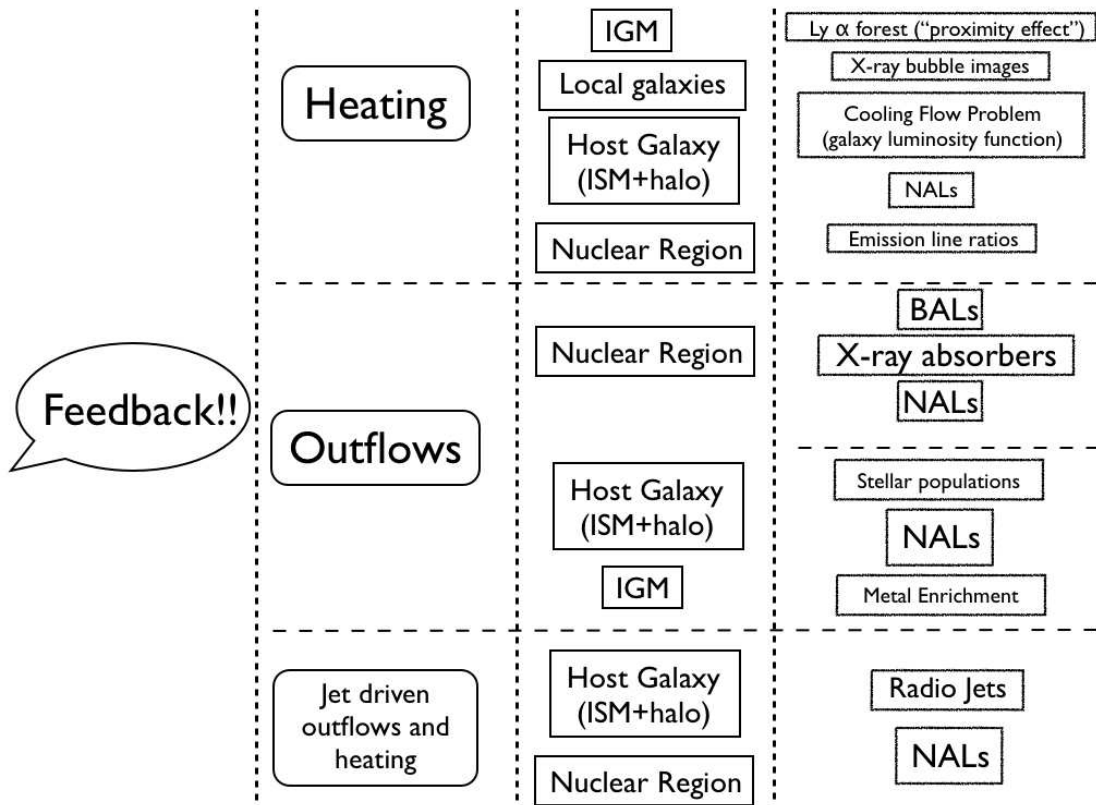 Feedback!!
Heating
IGM
Local galaxies
Host Galaxy
(ISM+halo)
Nuclear Region
Ly α forest (“proximity effect”)
X-ray bubble images
Cooling Flow Problem
(galaxy luminosity function)
NALs
Emission line ratios
Outflows
Nuclear Region
Host Galaxy
(ISM+halo)
IGM
BALs
X-ray absorbers
NALs
Stellar populations
NALs
Metal Enrichment
Jet driven
outflows and
heating
Host Galaxy
(ISM+halo)
Nuclear Region
Radio Jets
NALs